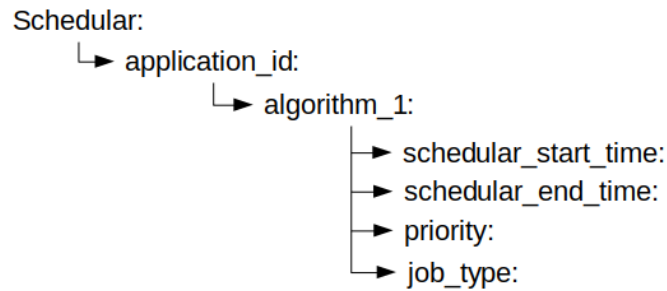 Schedular:
application_id:
algorithm_1:
schedular_start_time:
schedular_end_time:
priority:
job_type: